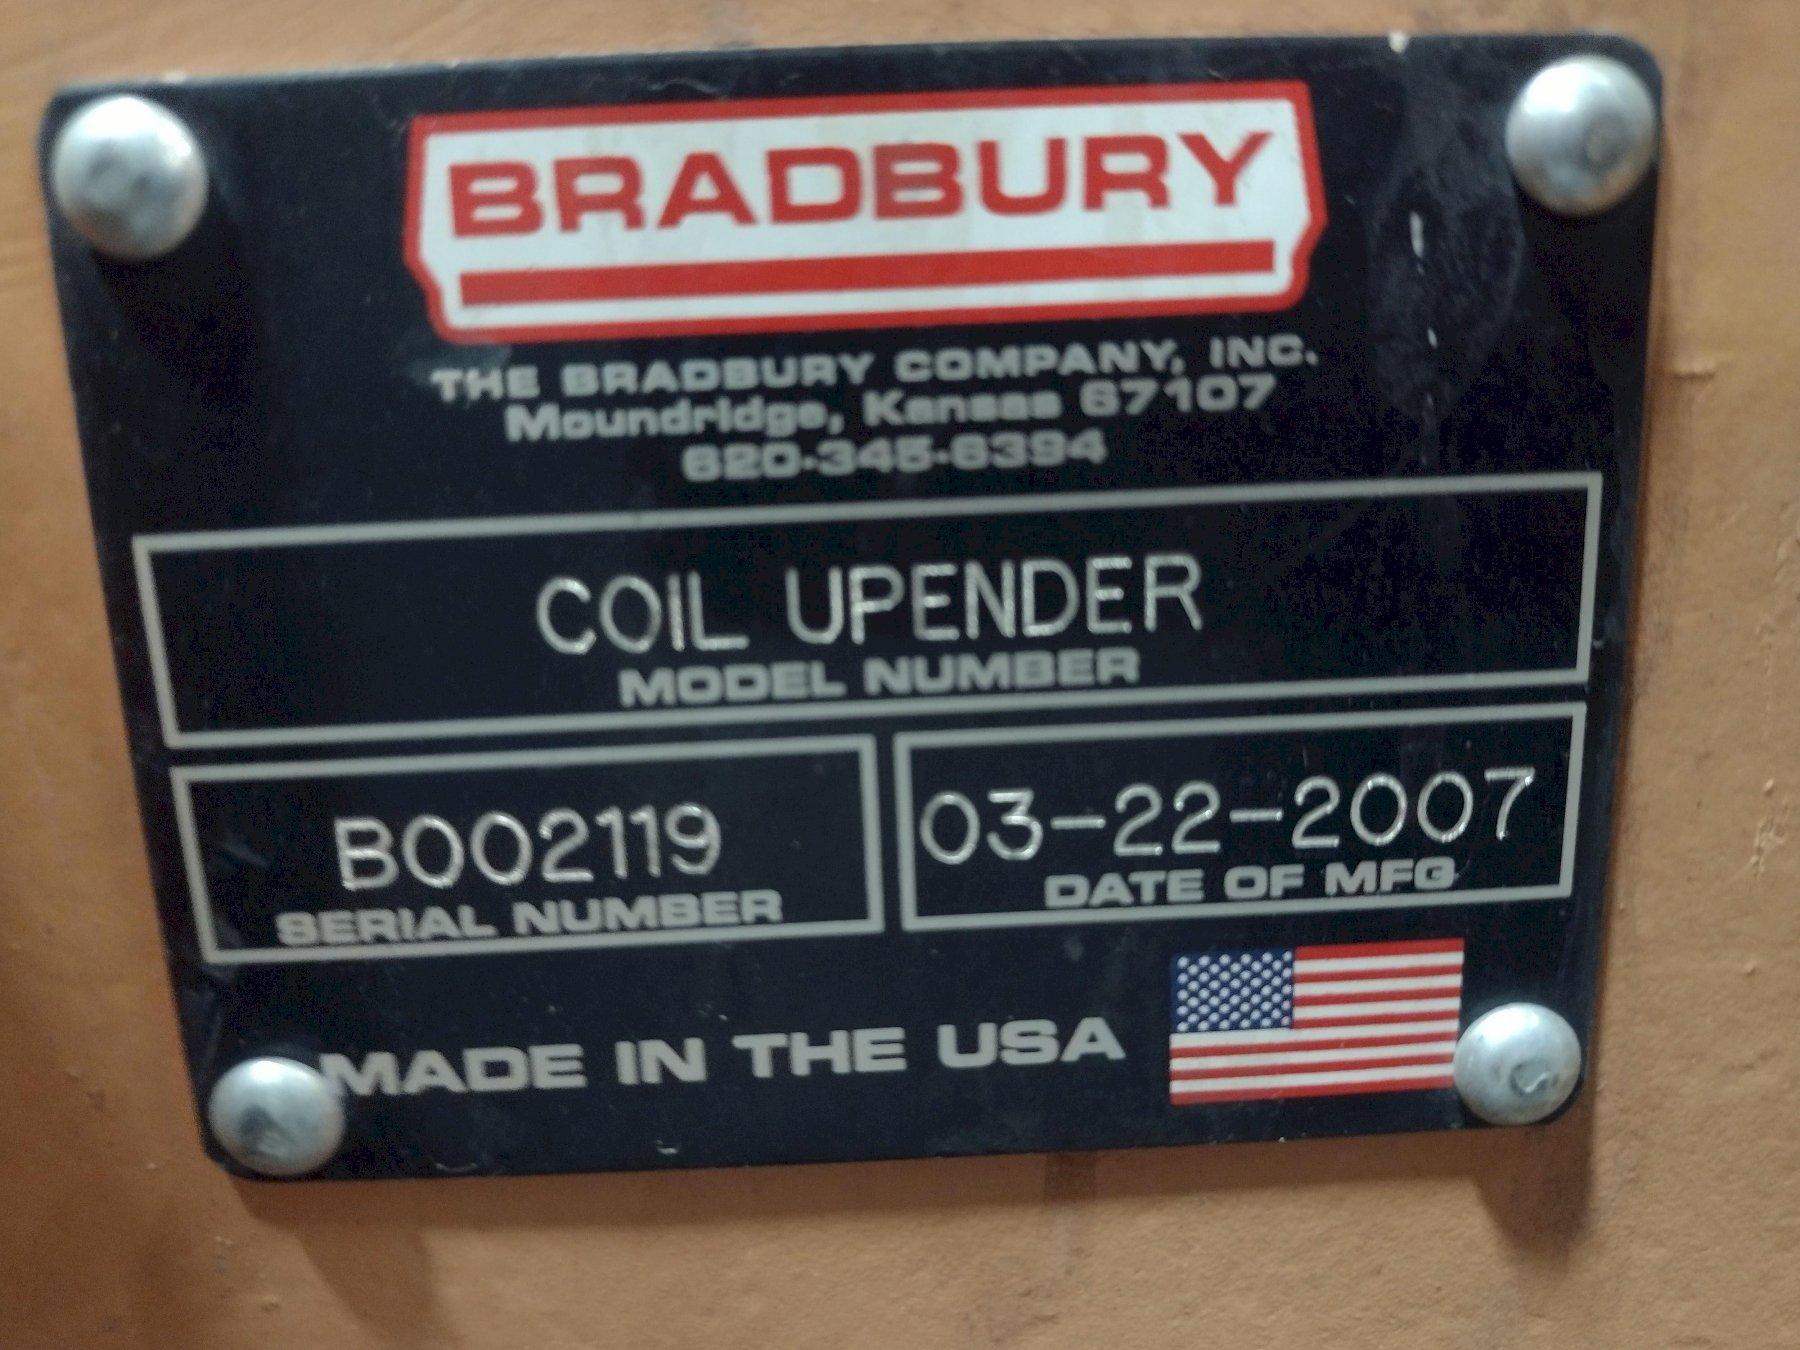 BRADBURY
THE BRADBURY COMPANY, INC.
Moundridge, Kansas 67107
620-345-6394
COIL UPENDER
MODEL NUMBER
B002119
SERIAL NUMBER
03-22-2007
DATE OF MFG
MADE IN THE USA